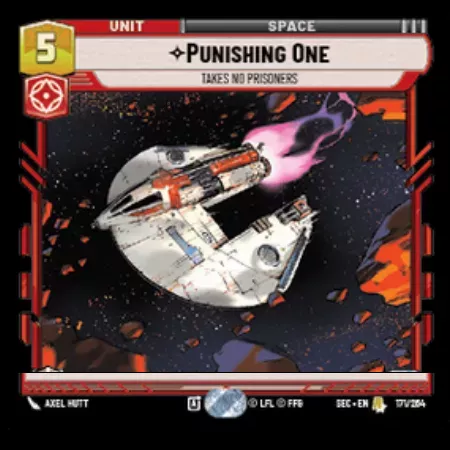 UNIT SPACE
5
PUNISHING ONE
TAKES NO PRISONERS
AXEL HUTT © LFL © FFG SEC • EN 171/264